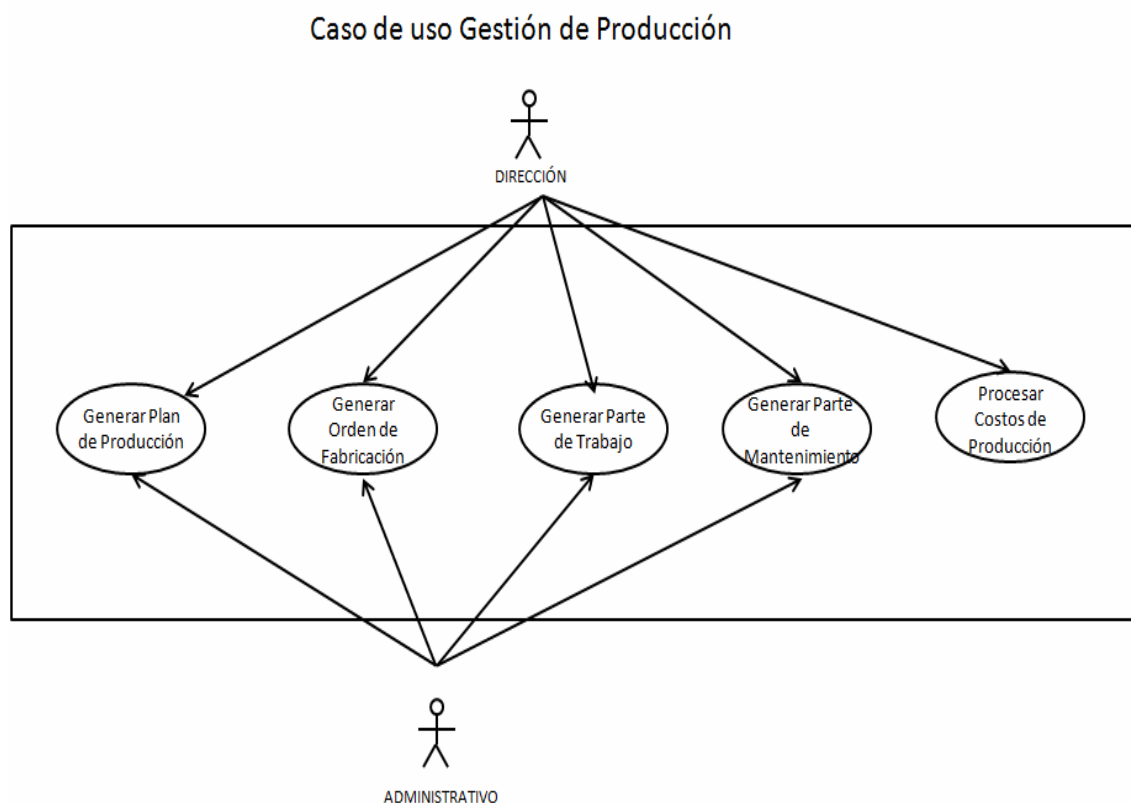 Caso de uso Gestión de Producción
DIRECCIÓN
Generar Plan
de Producción
Generar
Orden de
Fabricación
Generar Parte
de Trabajo
Generar Parte
de
Mantenimiento
Procesar
Costos de
Producción
ADMINISTRATIVO